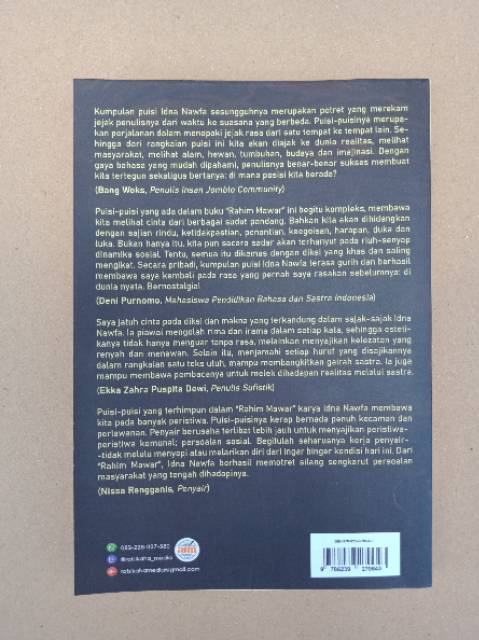 Kumpulan puisi Idna Nawfa sesungguhnya merupakan potret yang merekam
jejak penulisnya dari waktu ke suasana yang berbeda. Puisi-puisinya merupa-
kan perjalanan dalam menapaki jejak rasa dari satu tempat ke tempat lain. Se-
hingga dari rangkaian puisi ini kita akan diajak ke dunia realitas, melihat
masyarakat, melihat alam, hewan, tumbuhan, budaya dan imajinasi. Dengan
gaya bahasa yang mudah dipahami, penulisnya benar-benar sukses membuat
kita tertegun sekaligus bertanya: di mana posisi kita berada?
(Bang Woks, Penulis Insan Jomblo Community)
Puisi-puisi yang ada dalam buku "Rahim Mawar" ini begitu kompleks, membawa
kita melihat cinta dari berbagai sudut pandang. Bahkan kita akan dihidangkan
dengan sajian rindu, ketidakpastian, penantian, keegoisan, harapan, duka dan
luka. Bukan hanya itu, kita pun secara sadar akan terhanyut pada riuh-senyap
dinamika sosial. Tentu, semua itu dikemas dengan diksi yang khas dan saling
mengikat. Secara pribadi, kumpulan puisi Idna Nawfa terasa gurih dan berhasil
membawa saya kembali pada rasa yang pernah saya rasakan sebelumnya: di
dunia nyata. Bernostalgia!
(Deni Purnomo, Mahasiswa Pendidikan Bahasa dan Sastra Indonesia)
Saya jatuh cinta pada diksi dan makna yang terkandung dalam sajak-sajak Idna
Nawfa. Ia piawai mengolah rima dan irama dalam setiap kata, sehingga esteti-
kanya tidak hanya menguar tanpa rasa, melainkan menyajikan kelezatan yang
renyah dan menawan. Selain itu, menjamahi setiap huruf yang disajikannya
dalam rangkaian satu teks utuh, mampu membangkitkan gairah sastra. Ia juga
mampu membawa pembacanya untuk melek dihadapan realitas melalui sastra.
(Ekka Zahra Puspita Dewi, Penulis Sufistik)
Puisi-puisi yang terhimpun dalam "Rahim Mawar" karya Idna Nawfa membawa
kita pada banyak peristiwa. Puisi-puisinya kerap bernada penuh kecaman dan
perlawanan. Penyair berusaha terlibat lebih jauh untuk menyajikan peristiwa-
peristiwa komunal; persoalan sosial. Begitulah seharusnya kerja penyair-
-tidak melulu menyepi atau melarikan diri dari ingar bingar kondisi hari ini. Dari
"Rahim Mawar", Idna Nawfa berhasil memotret silang sengkarut persoalan
masyarakat yang tengah dihadapinya.
(Nissa Rengganis, Penyair)